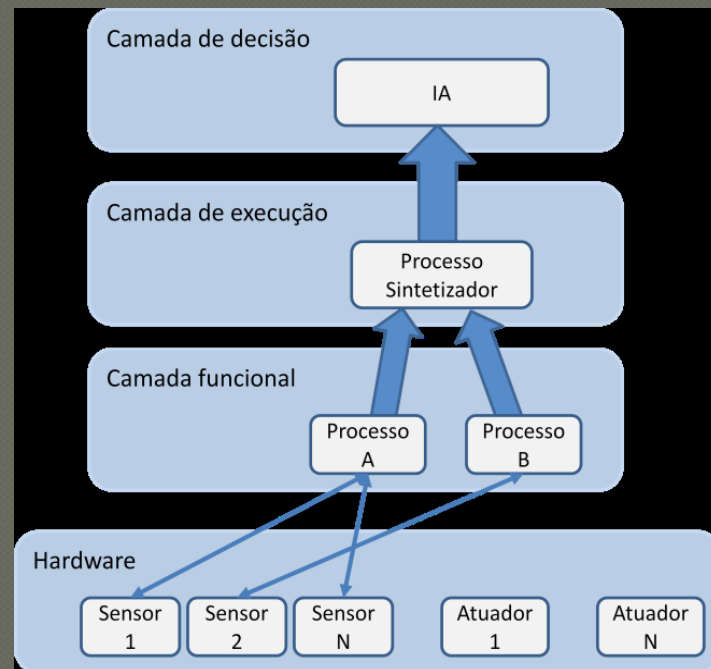 Camada de decisão
IA
Camada de execução
Processo
Sintetizador
Camada funcional
Processo
A
Processo
B
Hardware
Sensor
1
Sensor
2
Sensor
N
Atuador
1
Atuador
N